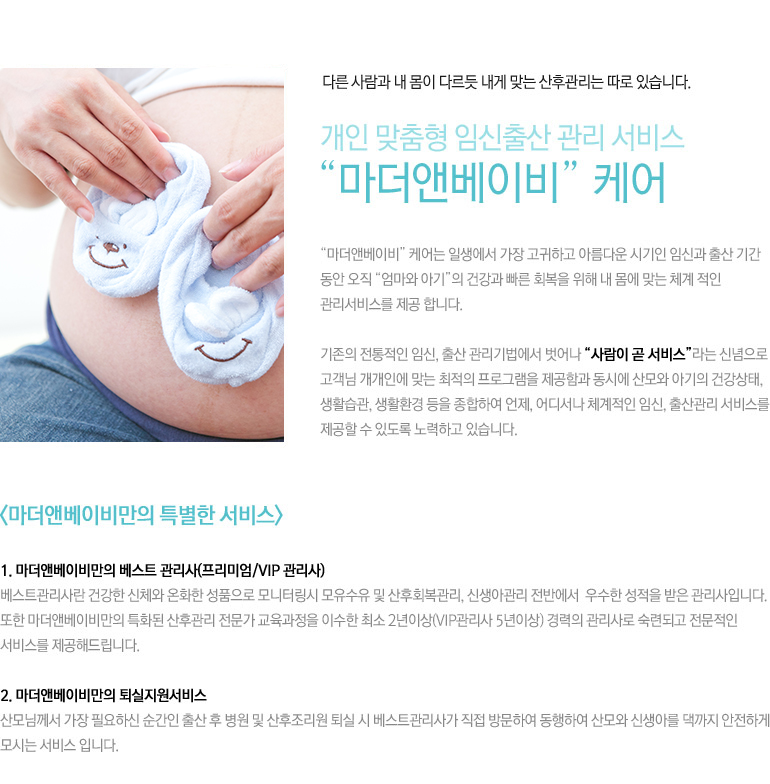 다른 사람과 내 몸이 다르듯 내게 맞는 산후관리는 따로 있습니다.
개인 맞춤형 임신출산 관리 서비스
“마더앤베이비” 케어
“마더앤베이비” 케어는 일생에서 가장 고귀하고 아름다운 시기인 임신과 출산 기간
동안 오직 “엄마와 아기”의 건강과 빠른 회복을 위해 내 몸에 맞는 체계 적인
관리서비스를 제공 합니다.
기존의 전통적인 임신, 출산 관리기법에서 벗어나 “사람이 곧 서비스”라는 신념으로
고객님 개개인에 맞는 최적의 프로그램을 제공함과 동시에 산모와 아기의 건강상태,
생활습관, 생활환경 등을 종합하여 언제, 어디서나 체계적인 임신, 출산관리 서비스를
제공할 수 있도록 노력하고 있습니다.
<마더앤베이비만의 특별한 서비스>
1. 마더앤베이비만의 베스트 관리사(프리미엄/VIP 관리사)
베스트관리사란 건강한 신체와 온화한 성품으로 모니터링시 모유수유 및 산후회복관리, 신생아관리 전반에서 우수한 성적을 받은 관리사입니다.
또한 마더앤베이비만의 특화된 산후관리 전문가 교육과정을 이수한 최소 2년이상(VIP관리사 5년이상) 경력의 관리사로 숙련되고 전문적인
서비스를 제공해드립니다.
2. 마더앤베이비만의 퇴실지원서비스
산모님께서 가장 필요하신 순간인 출산 후 병원 및 산후조리원 퇴실 시 베스트관리사가 직접 방문하여 동행하여 산모와 신생아를 댁까지 안전하게
모시는 서비스 입니다.